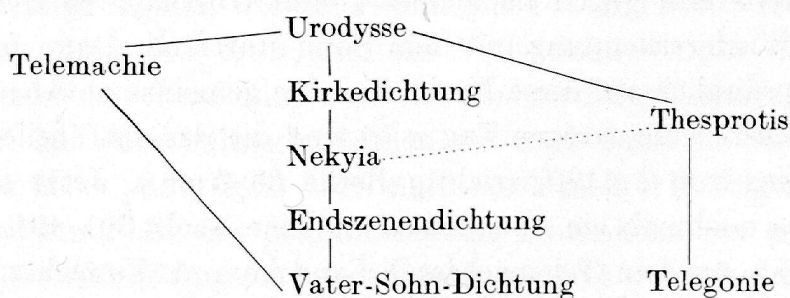 Urodysse
Telemachie
Kirkedichtung
Thesprotis
Nekyia
Endszenendichtung
Vater-Sohn-Dichtung
Telegonie